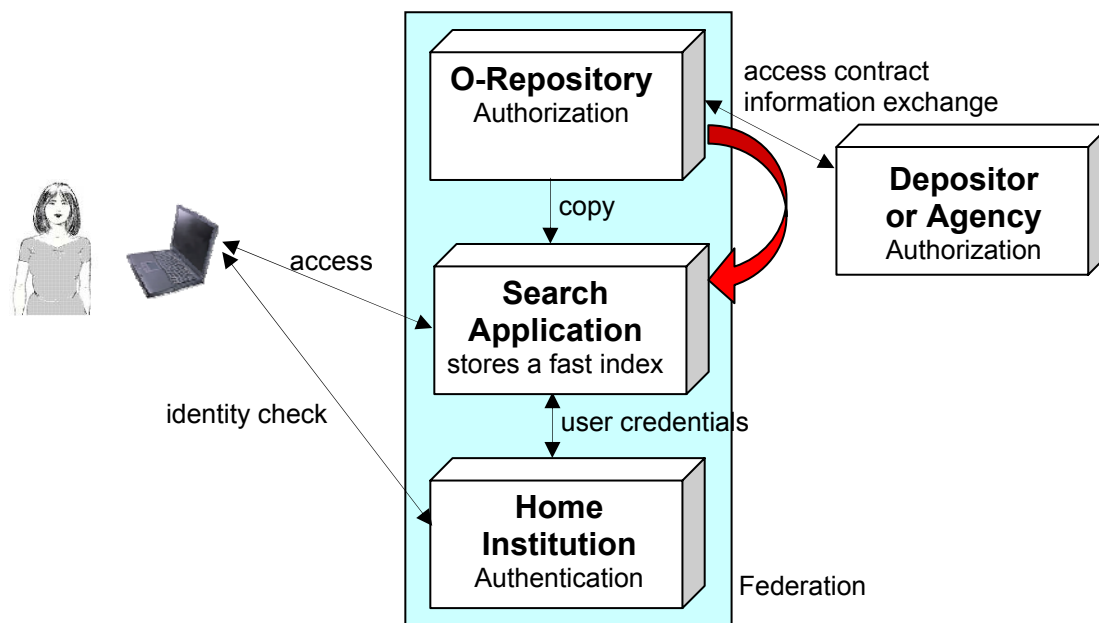 O-Repository
Authorization
access contract
information exchange
Depositor
or Agency
Authorization
copy
access
Search
Application
stores a fast index
identity check
user credentials
Home
Institution
Authentication
Federation